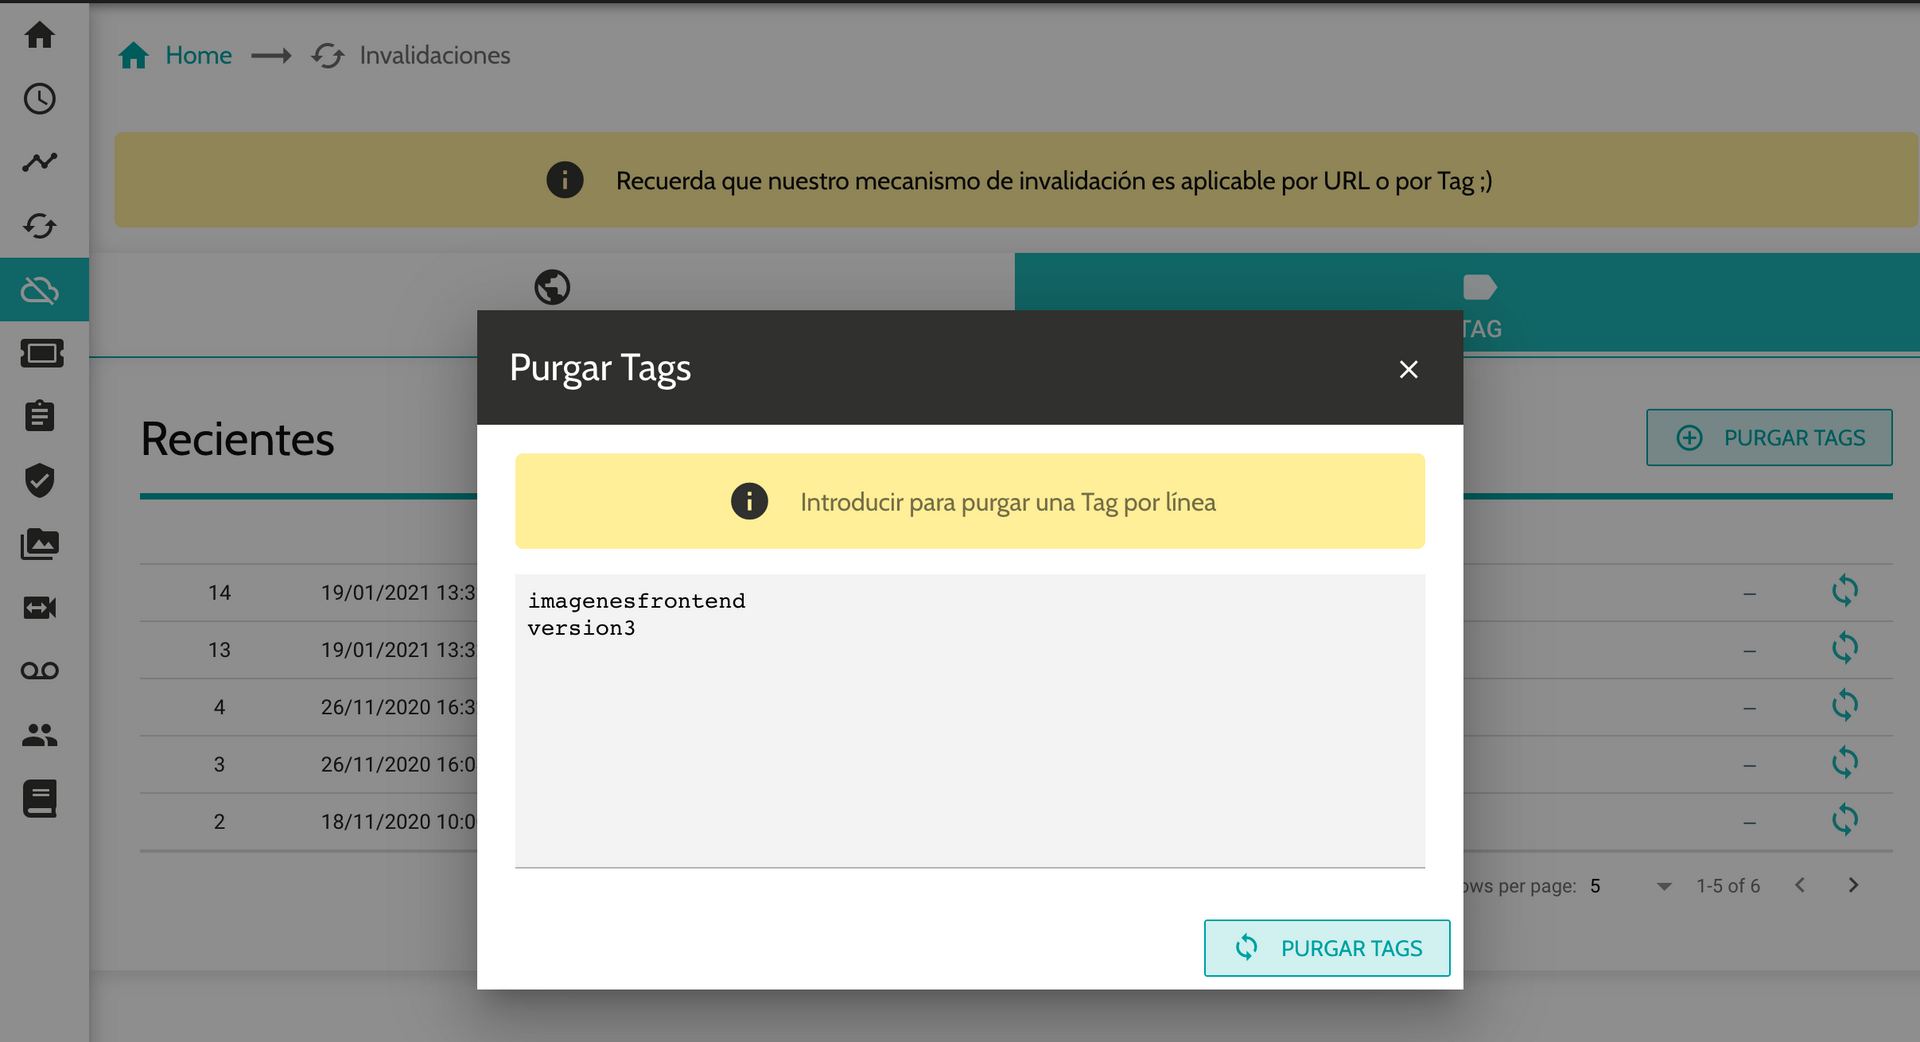 Home Invalidaciones
Recuerda que nuestro mecanismo de invalidación es aplicable por URL o por Tag ;)
TAG
Purgar Tags
Recientes
PURGAR TAGS
Introducir para purgar una Tag por línea
imagenesfrontend
version3
14 19/01/2021 13:3
13 19/01/2021 13:3
4 26/11/2020 16:3
3 26/11/2020 16:0
2 18/11/2020 10:0
ows per page: 5 1-5 of 6
PURGAR TAGS